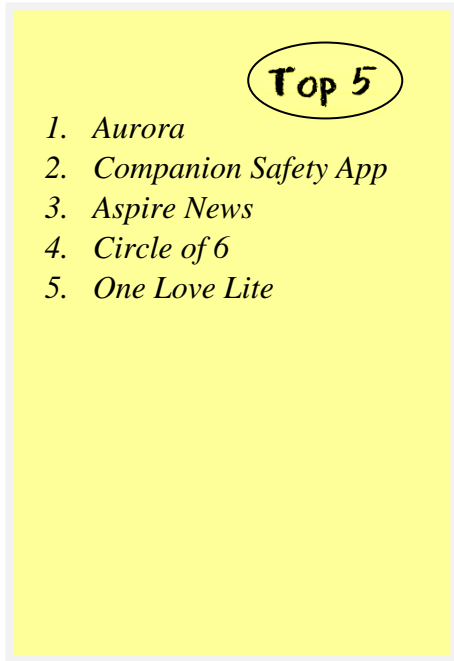 Top 5
1. Aurora
2. Companion Safety App
3. Aspire News
4. Circle of 6
5. One Love Lite